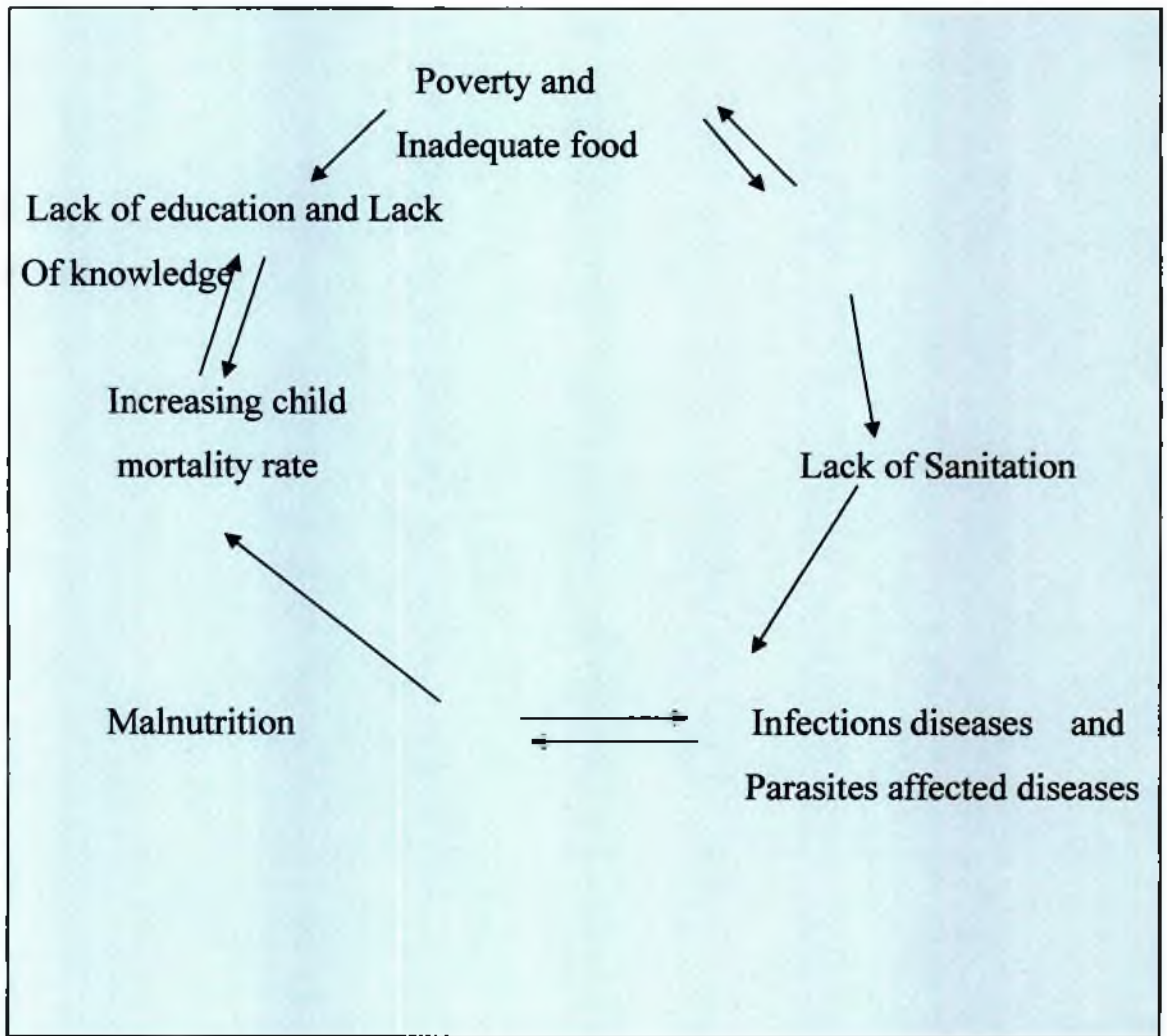 Poverty and
Inadequate food
Lack of education and Lack
Of knowledge
Increasing child
mortality rate
Lack of Sanitation
Malnutrition
Infections diseases and
Parasites affected diseases